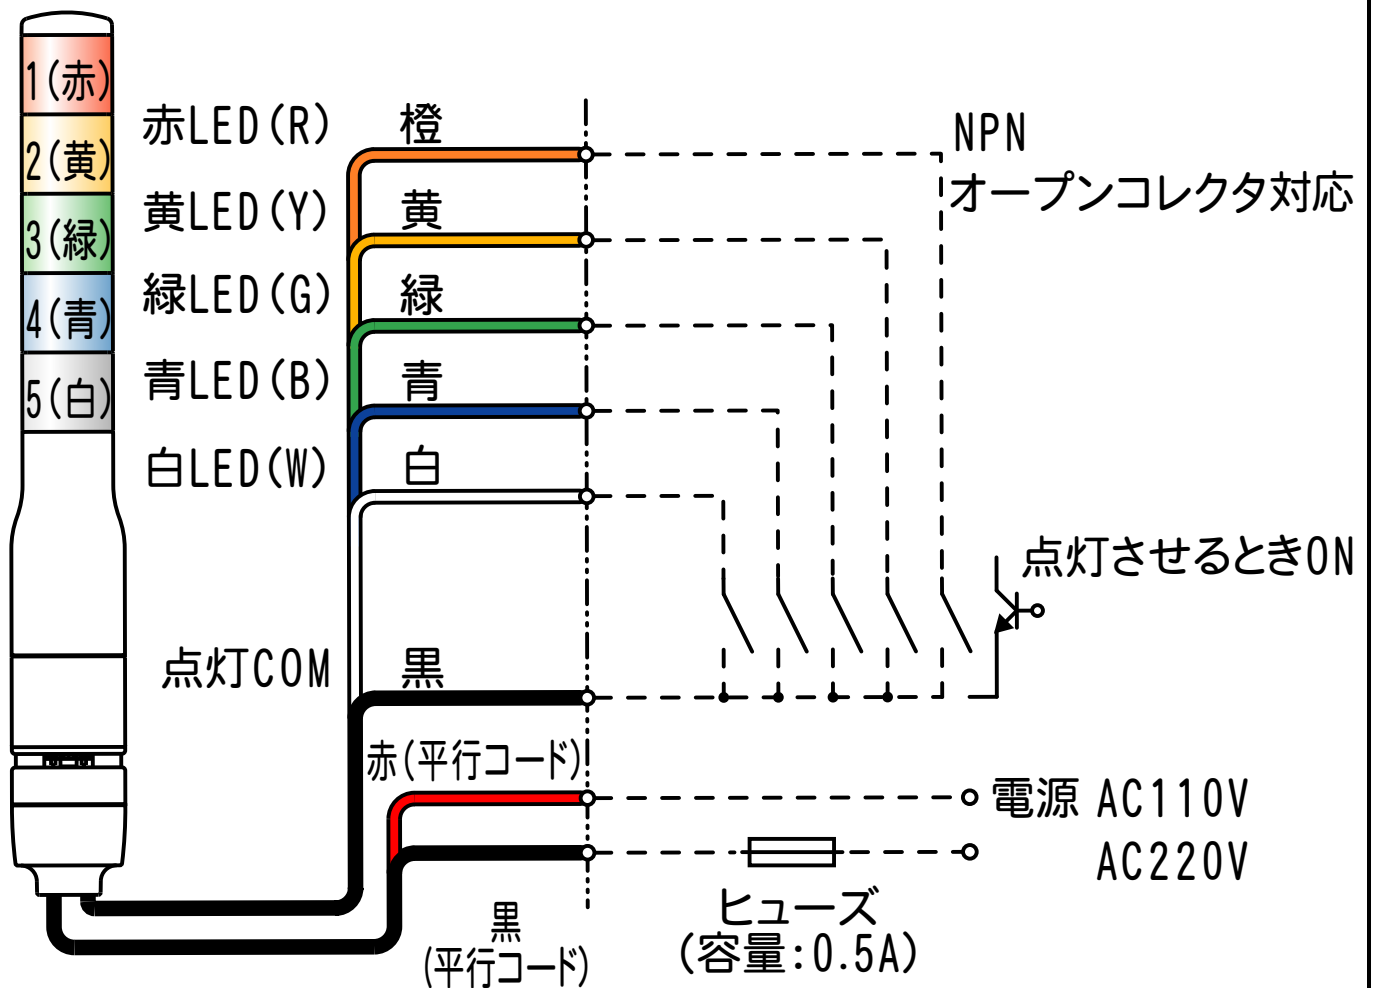 1(赤)
2(黄)
3(緑)
4(青)
5(白)
赤LED(R) 橙
黄LED(Y) 黄
緑LED(G) 緑
青LED(B) 青
白LED(W) 白
点灯COM 黒
NPN
オープンコレクタ対応
点灯させるときON
赤(平行コード)
電源 AC110V
AC220V
黒
(平行コード)
ヒューズ
(容量:0.5A)